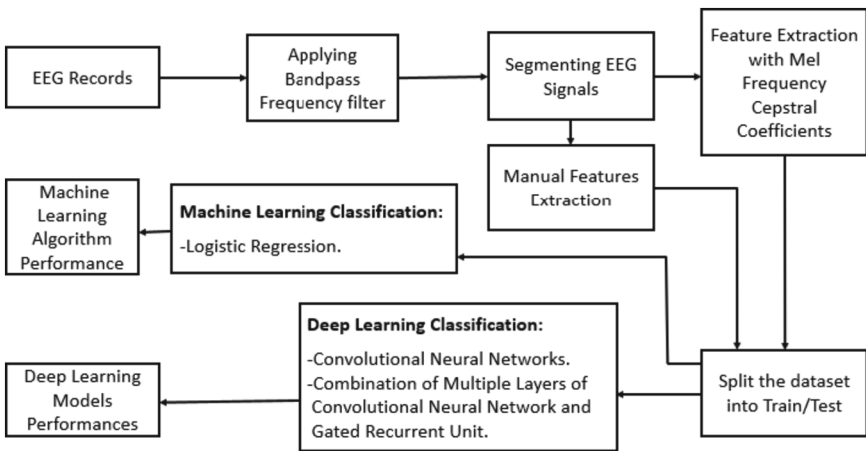 EEG Records
Applying
Bandpass
Frequency filter
Segmenting EEG
Signals
Feature Extraction
with Mel
Frequency
Cepstral
Coefficients
Manual Features
Extraction
Machine
Learning
Algorithm
Performance
Machine Learning Classification:
-Logistic Regression.
Deep Learning Classification:
-Convolutional Neural Networks.
-Combination of Multiple Layers of
Convolutional Neural Network and
Gated Recurrent Unit.
Split the dataset
into Train/Test
Deep Learning
Models
Performances